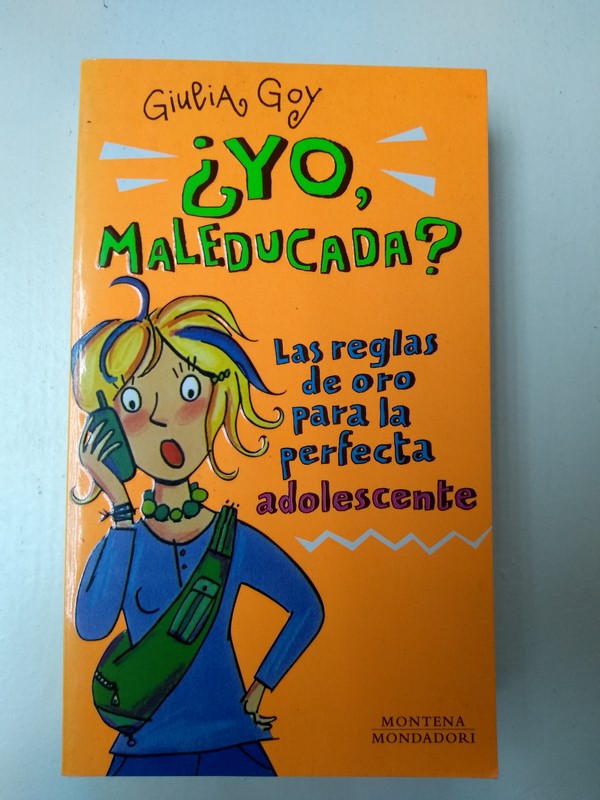 Giulia Goy
¿YO,
MALEDUCADA?
Las reglas
de oro
para la
perfecta
adolescente
MONTENA
MONDADORI